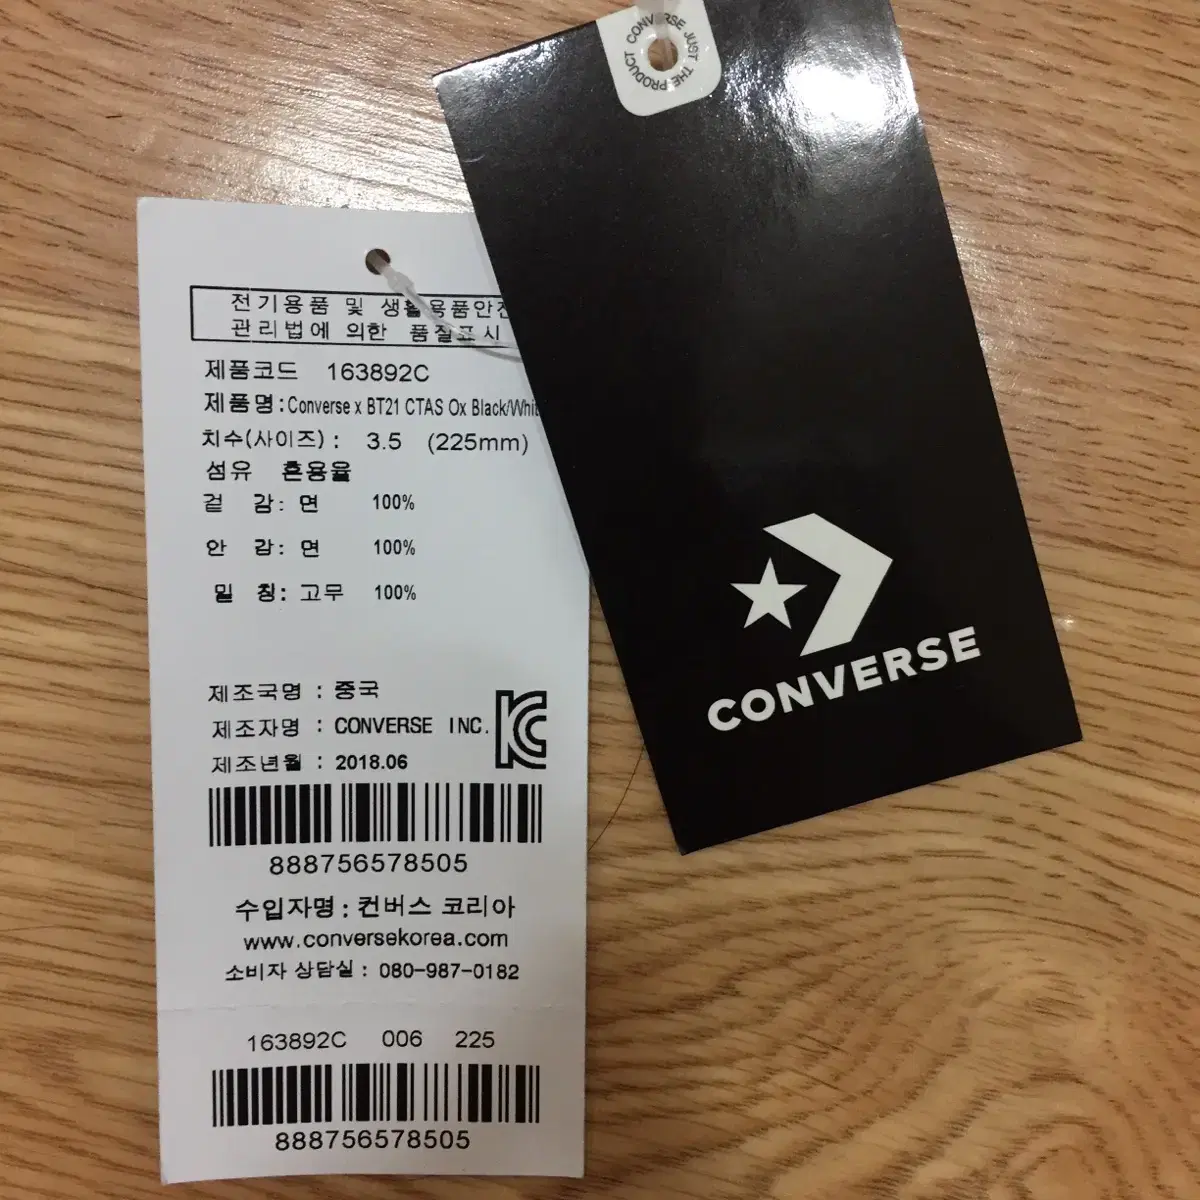 CONVERSE JUST THE PRODUCT
전기용품 및 생활용품안전
관리법에 의한 품질표시
제품코드 163892C
제품명:Converse x BT21 CTAS Ox Black/Whit
치수(사이즈) : 3.5 (225mm)
섬유 혼용율
겉 감: 면 100%
안 감: 면 100%
밑 창: 고무 100%
제조국명 : 중국
제조자명 : CONVERSE INC.
제조년월 : 2018.06
KC
888756578505
수입자명 : 컨버스 코리아
www.conversekorea.com
소비자 상담실 : 080-987-0182
163892C 006 225
888756578505
CONVERSE